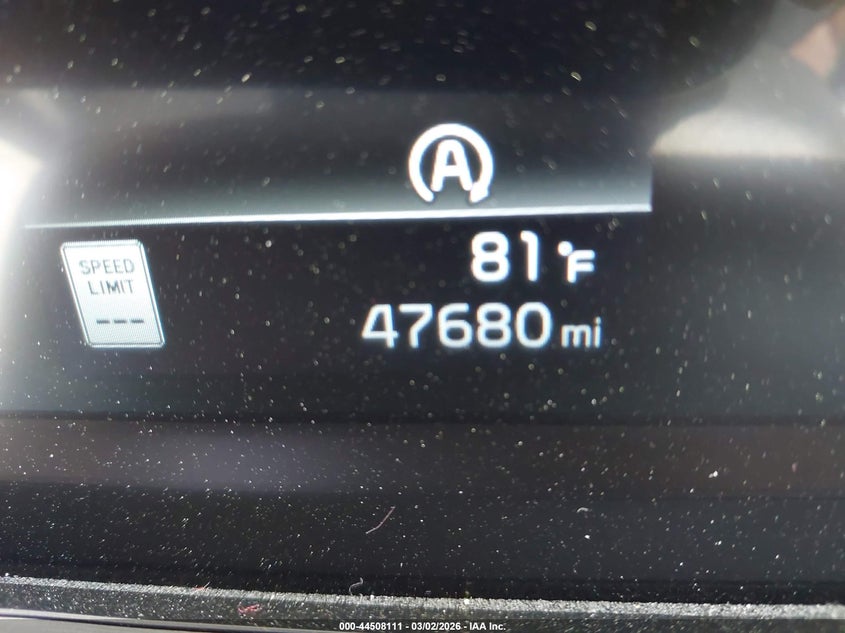 A
81°F
SPEED
LIMIT
---
47680 mi
000-44508111 - 03/02/2026 - IAA Inc.